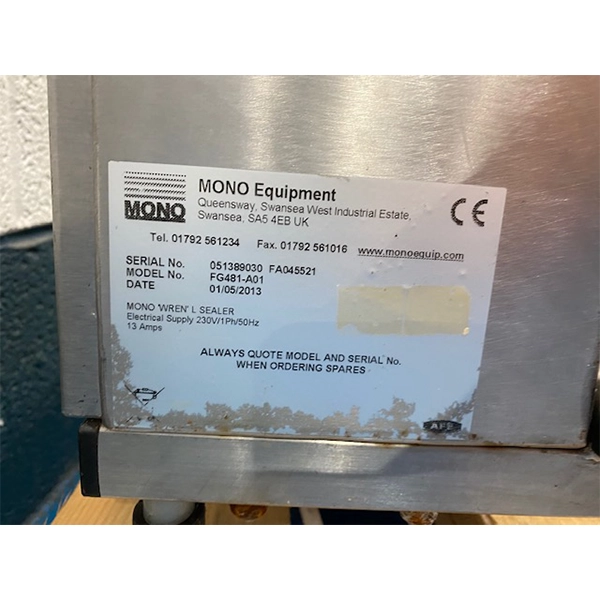 MONO
MONO Equipment
Queensway, Swansea West Industrial Estate,
Swansea, SA5 4EB UK
CE
Tel. 01792 561234 Fax. 01792 561016 www.monoequip.com
SERIAL No. 051389030 FA045521
MODEL No. FG481-A01
DATE 01/05/2013
MONO 'WREN' L SEALER
Electrical Supply 230V/1Ph/50Hz
13 Amps
ALWAYS QUOTE MODEL AND SERIAL No.
WHEN ORDERING SPARES
AFE